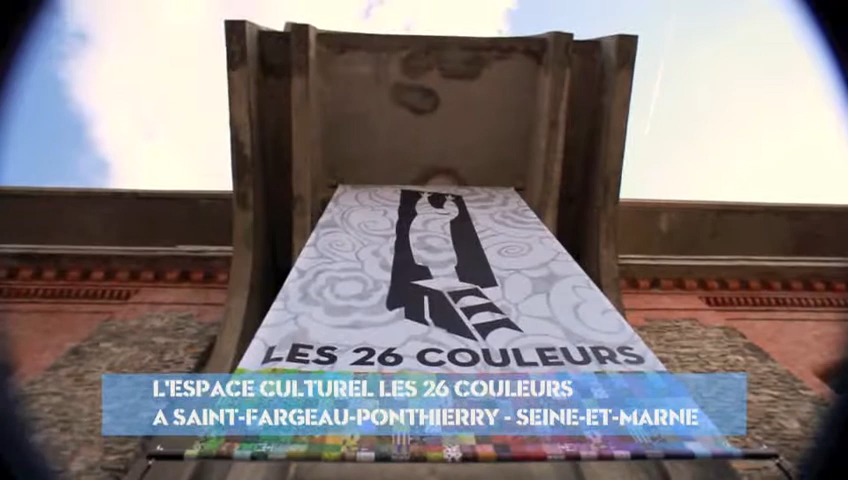 LES 26 COULEURS
L'ESPACE CULTUREL LES 26 COULEURS
A SAINT-FARGEAU-PONTHIERRY - SEINE-ET-MARNE